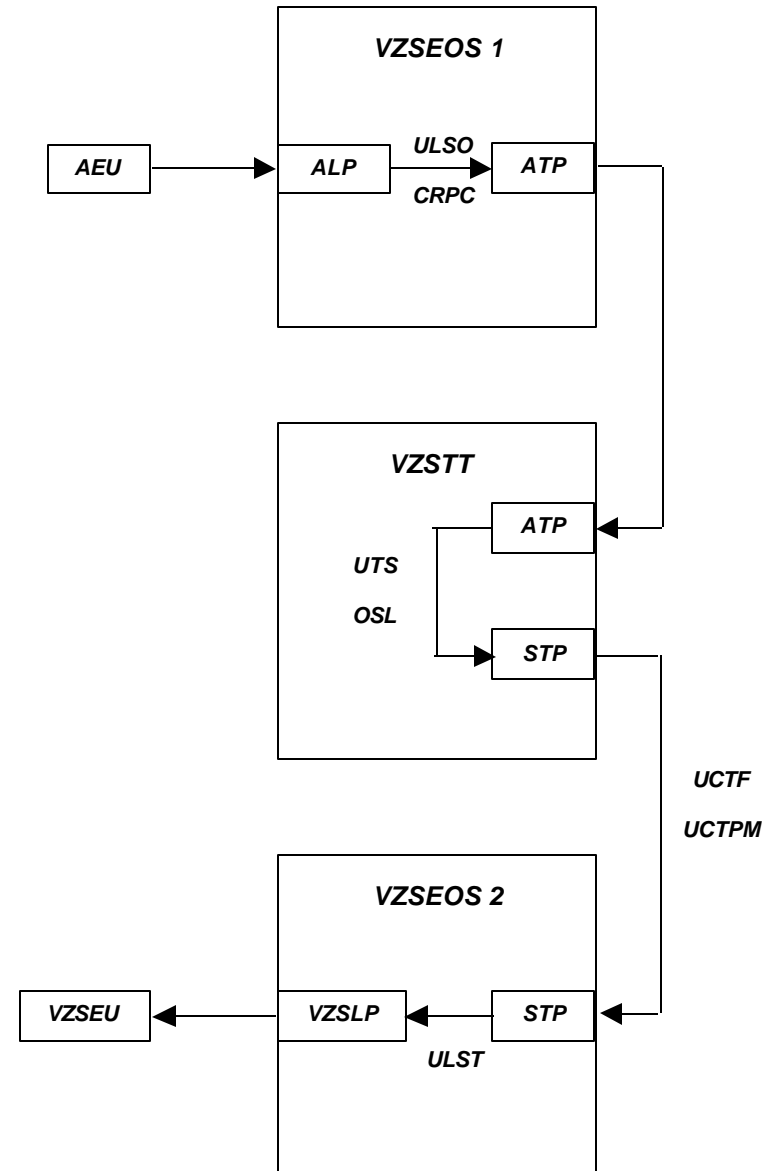 VZSEOS 1
AEU
ALP
ULSO
CRPC
ATP
VZSTT
ATP
UTS
OSL
STP
UCTF
UCTPM
VZSEOS 2
VZSEU
VZSLP
STP
ULST